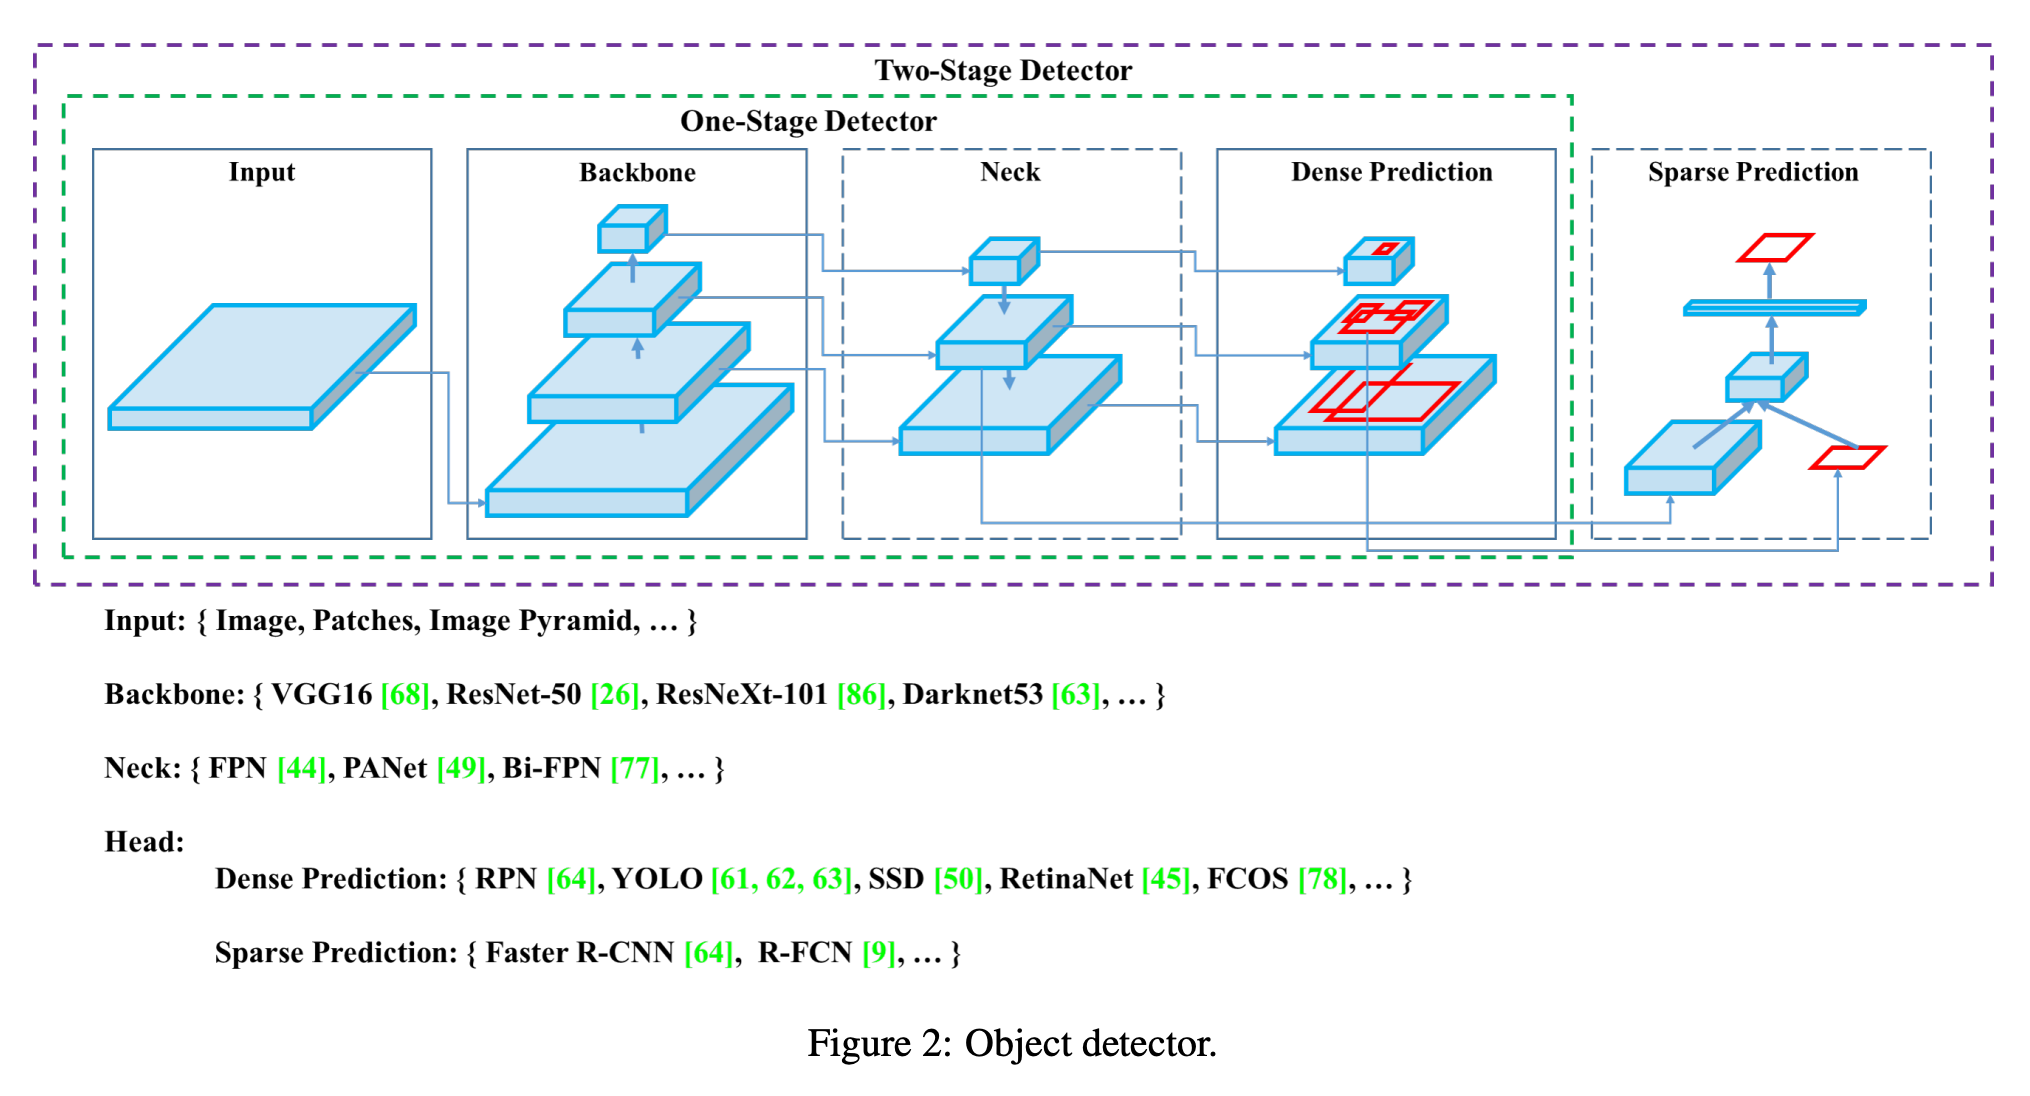 Two-Stage Detector
One-Stage Detector
Input
Backbone
Neck
Dense Prediction
Sparse Prediction
Input: { Image, Patches, Image Pyramid, … }
Backbone: { VGG16 [68], ResNet-50 [26], ResNeXt-101 [86], Darknet53 [63], … }
Neck: { FPN [44], PANet [49], Bi-FPN [77], … }
Head:
Dense Prediction: { RPN [64], YOLO [61, 62, 63], SSD [50], RetinaNet [45], FCOS [78], … }
Sparse Prediction: { Faster R-CNN [64], R-FCN [9], … }
Figure 2: Object detector.